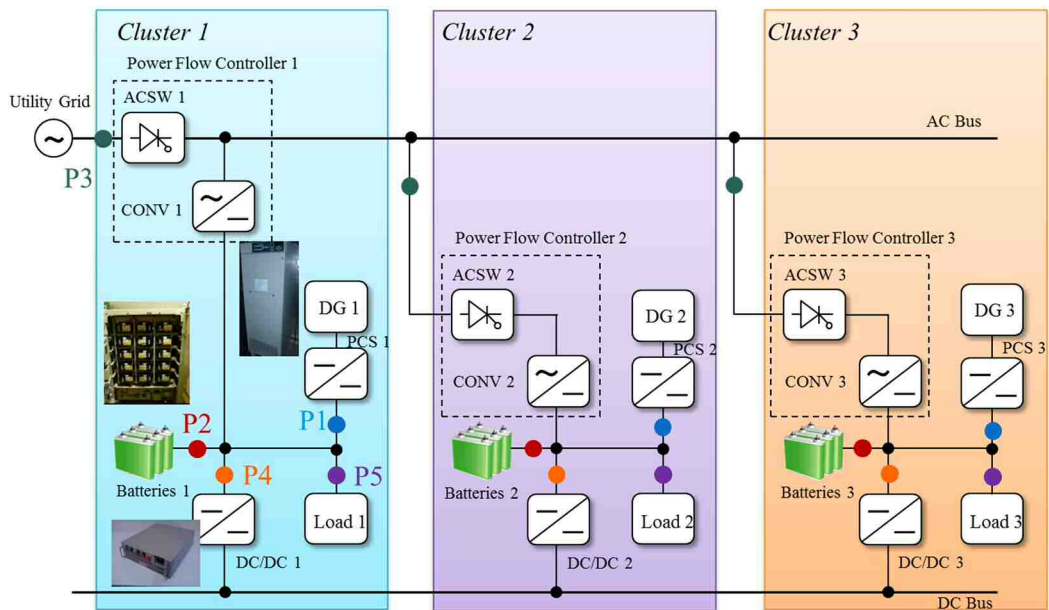 Cluster 1
Cluster 2
Cluster 3
Power Flow Controller 1
Utility Grid
ACSW 1
AC Bus
P3
CONV 1
Power Flow Controller 2
Power Flow Controller 3
ACSW 2
ACSW 3
DG 1
DG 2
DG 3
PCS 1
PCS 2
PCS 3
CONV 2
CONV 3
P2
P1
P4
P5
Batteries 1
Batteries 2
Batteries 3
Load 1
Load 2
Load 3
DC/DC 1
DC/DC 2
DC/DC 3
DC Bus